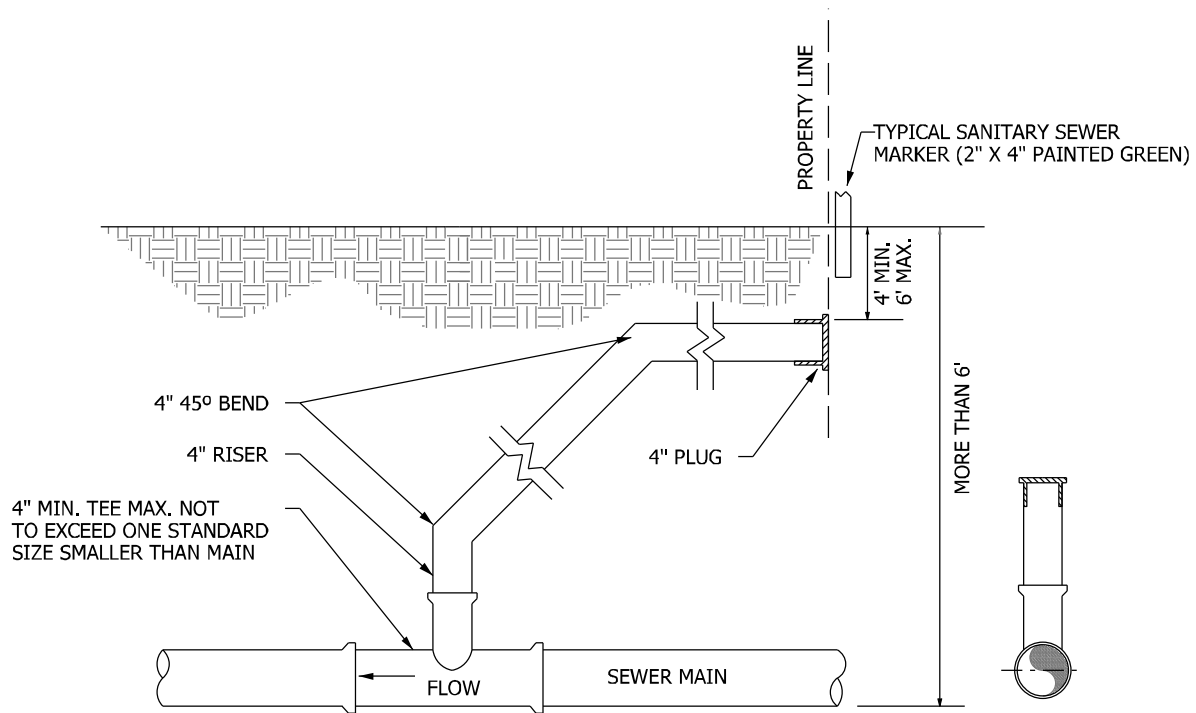 PROPERTY LINE
TYPICAL SANITARY SEWER
MARKER (2" X 4" PAINTED GREEN)
4' MIN.
6' MAX.
4" 45º BEND
4" RISER
4" PLUG
MORE THAN 6'
4" MIN. TEE MAX. NOT
TO EXCEED ONE STANDARD
SIZE SMALLER THAN MAIN
FLOW
SEWER MAIN